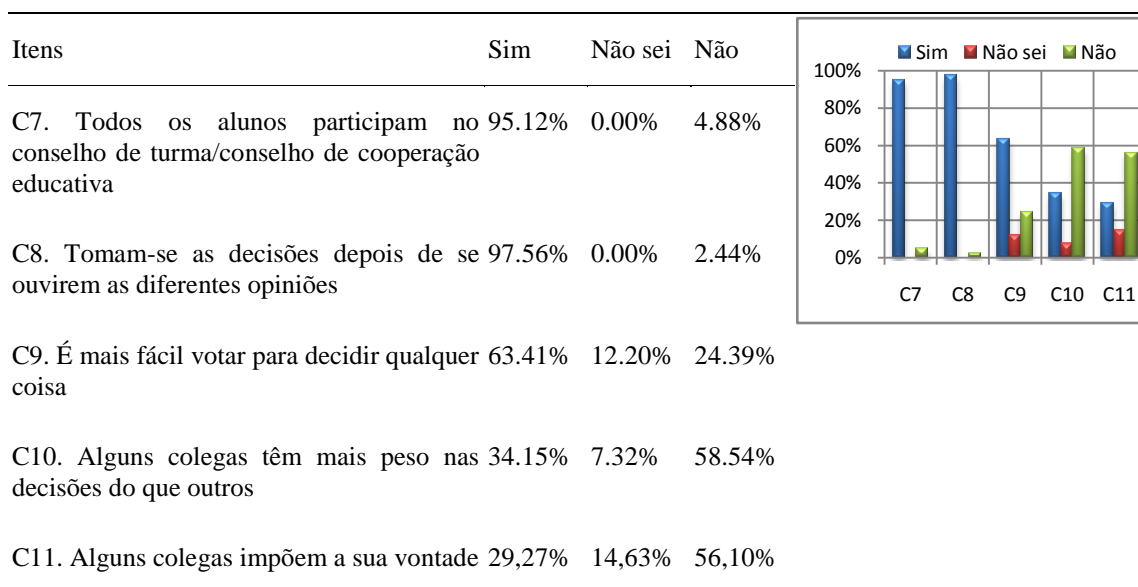 Itens Sim Não sei Não
C7. Todos os alunos participam no 95.12% 0.00% 4.88%
conselho de turma/conselho de cooperação
educativa
C8. Tomam-se as decisões depois de se 97.56% 0.00% 2.44%
ouvirem as diferentes opiniões
C9. É mais fácil votar para decidir qualquer 63.41% 12.20% 24.39%
coisa
C10. Alguns colegas têm mais peso nas 34.15% 7.32% 58.54%
decisões do que outros
C11. Alguns colegas impõem a sua vontade 29,27% 14,63% 56,10%
Sim Não sei Não
100%
80%
60%
40%
20%
0%
C7 C8 C9 C10 C11